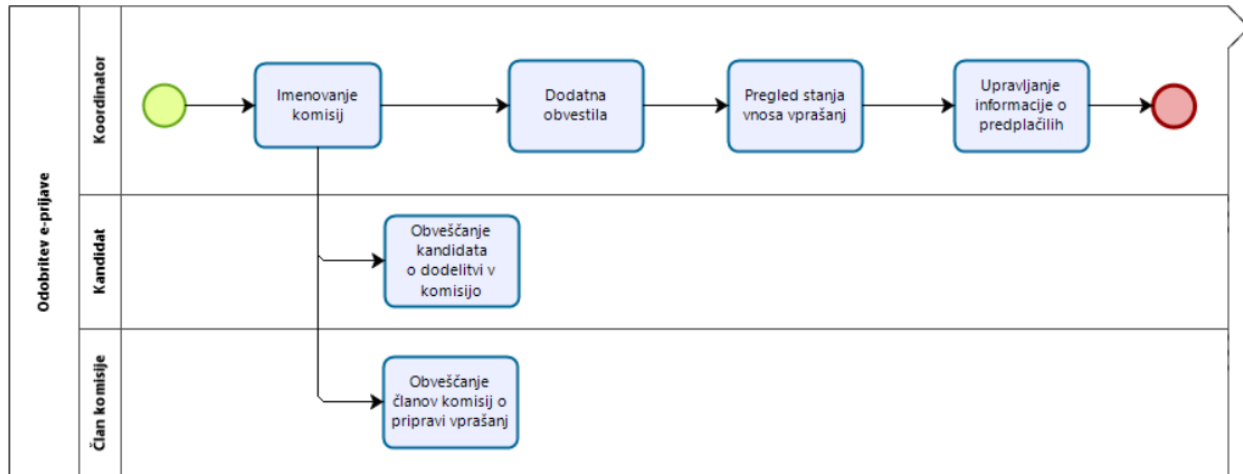 Odobritev e-prijave
Koordinator
Imenovanje
komisij
Dodatna
obvestila
Pregled stanja
vnosa vprašanj
Upravljanje
informacije o
predplačilih
Kandidat
Obveščanje
kandidata
o dodelitvi v
komisijo
Član komisije
Obveščanje
članov komisij o
pripravi vprašanj